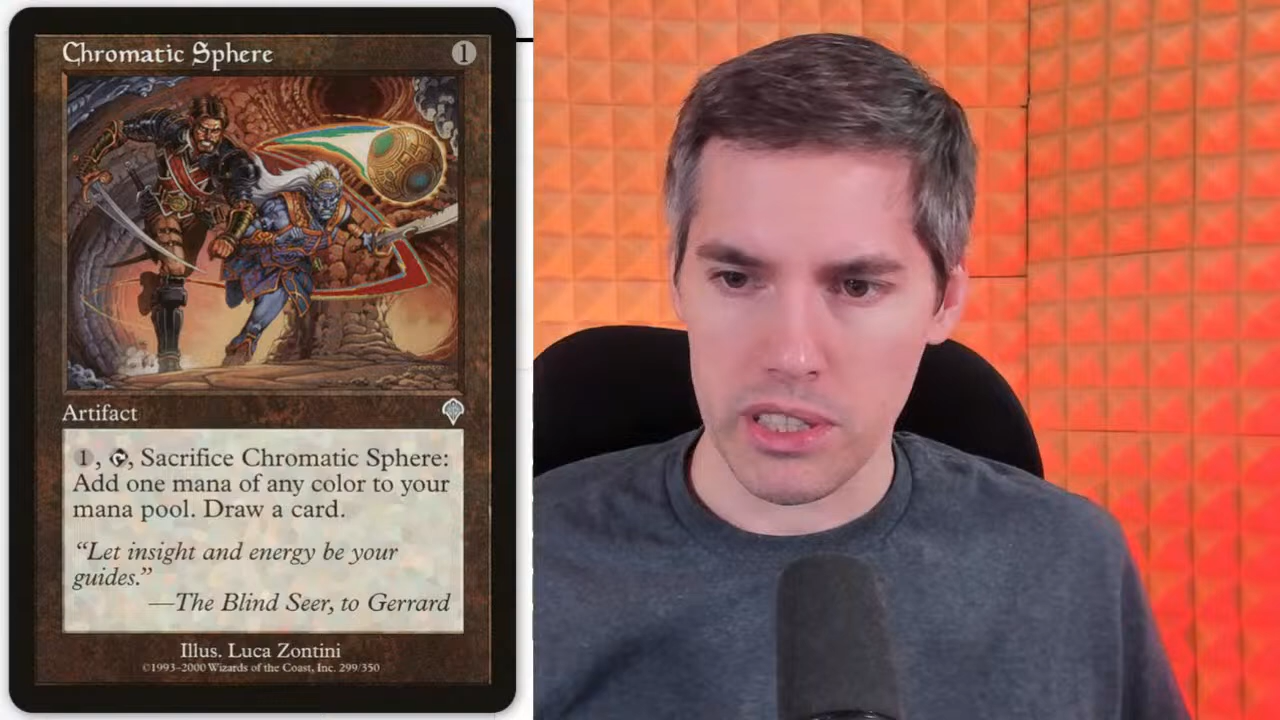 Chromatic Sphere 1
Artifact
1, Sacrifice Chromatic Sphere:
Add one mana of any color to your
mana pool. Draw a card.
“Let insight and energy be your
guides.”
—The Blind Seer, to Gerrard
Illus. Luca Zontini
©1993–2000 Wizards of the Coast, Inc. 299/350